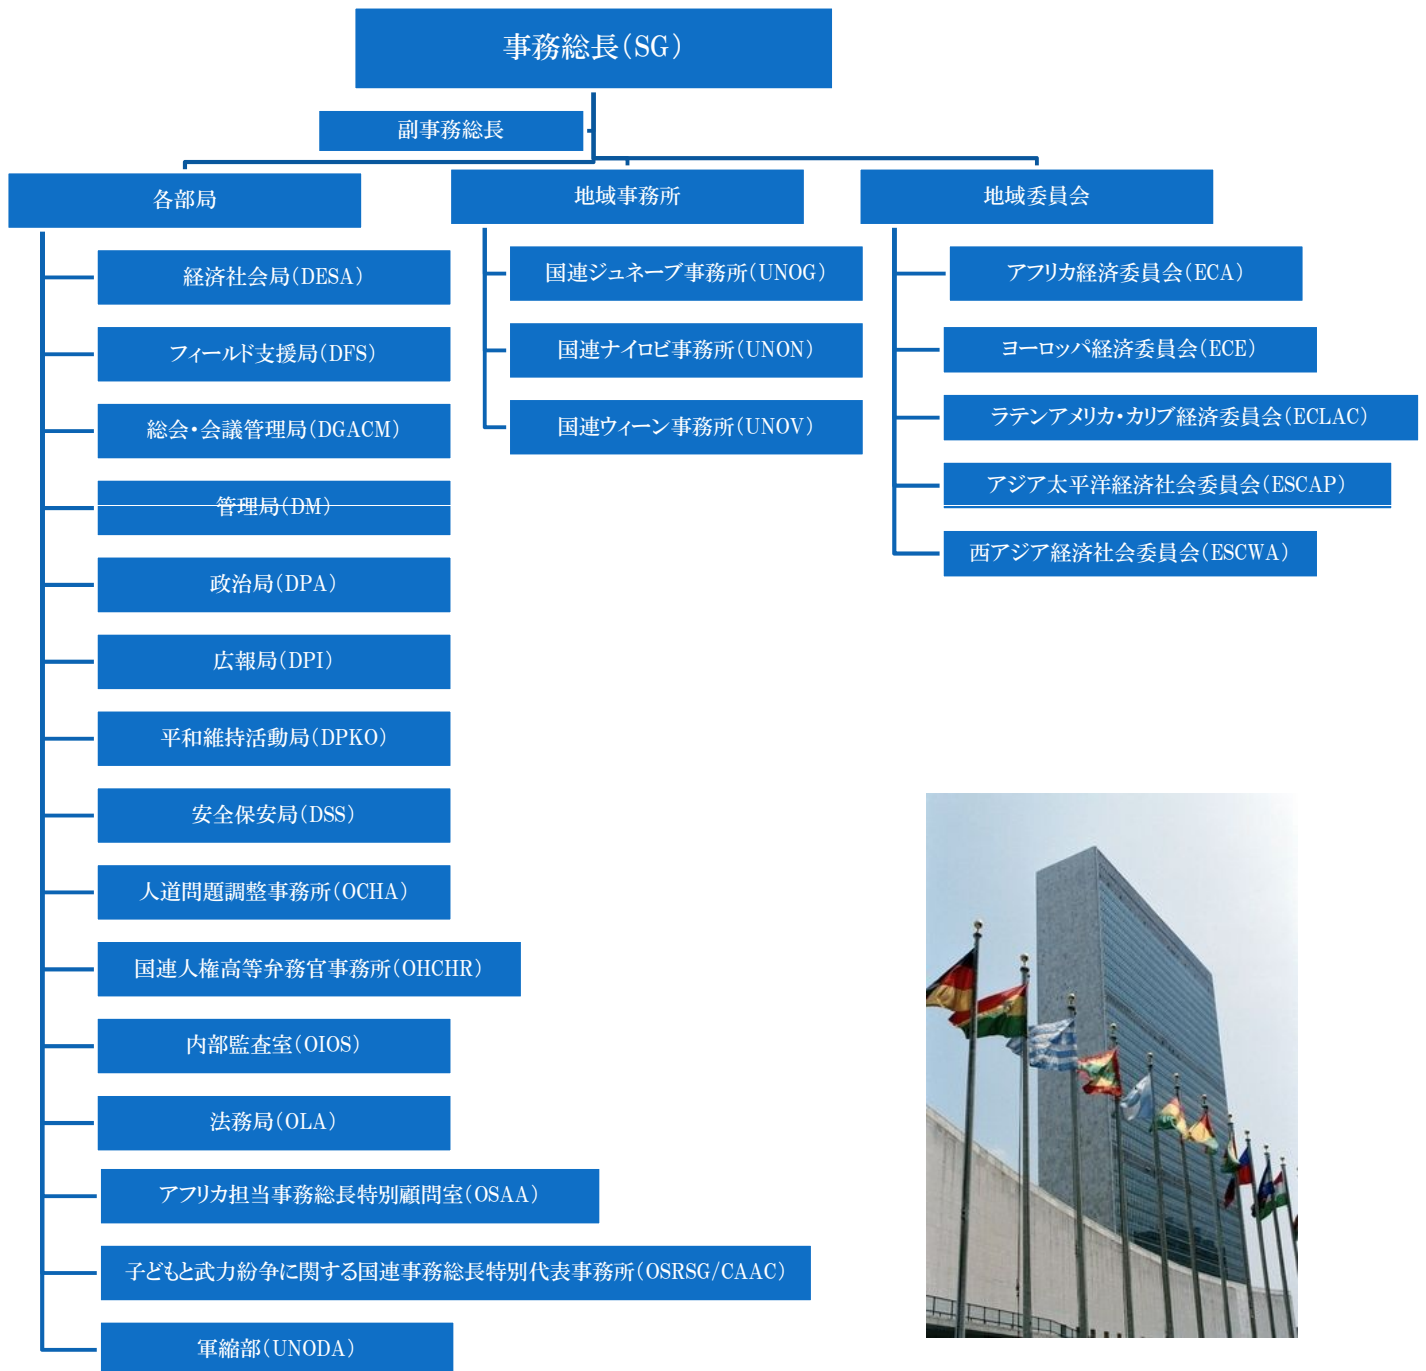 事務総長(SG)
副事務総長
各部局
経済社会局(DESA)
フィールド支援局(DFS)
総会・会議管理局(DGACM)
管理局(DM)
政治局(DPA)
広報局(DPI)
平和維持活動局(DPKO)
安全保安局(DSS)
人道問題調整事務所(OCHA)
国連人権高等弁務官事務所(OHCHR)
内部監査室(OIOS)
法務局(OLA)
アフリカ担当事務総長特別顧問室(OSAA)
子どもと武力紛争に関する国連事務総長特別代表事務所(OSRSG/CAAC)
軍縮部(UNODA)
地域事務所
国連ジュネーブ事務所(UNOG)
国連ナイロビ事務所(UNON)
国連ウィーン事務所(UNOV)
地域委員会
アフリカ経済委員会(ECA)
ヨーロッパ経済委員会(ECE)
ラテンアメリカ・カリブ経済委員会(ECLAC)
アジア太平洋経済社会委員会(ESCAP)
西アジア経済社会委員会(ESCWA)